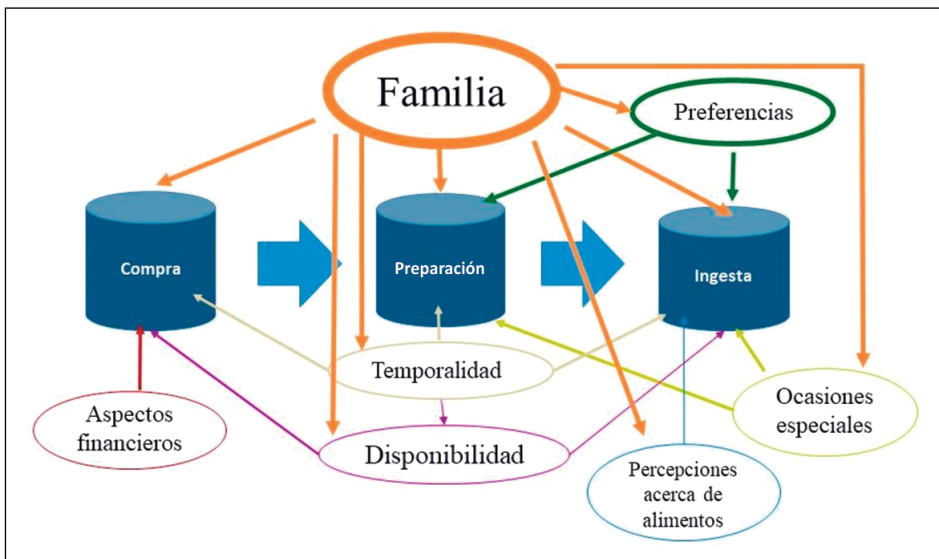 Familia
Preferencias
Compra
Preparación
Ingesta
Temporalidad
Aspectos
financieros
Disponibilidad
Ocasiones
especiales
Percepciones
acerca de
alimentos